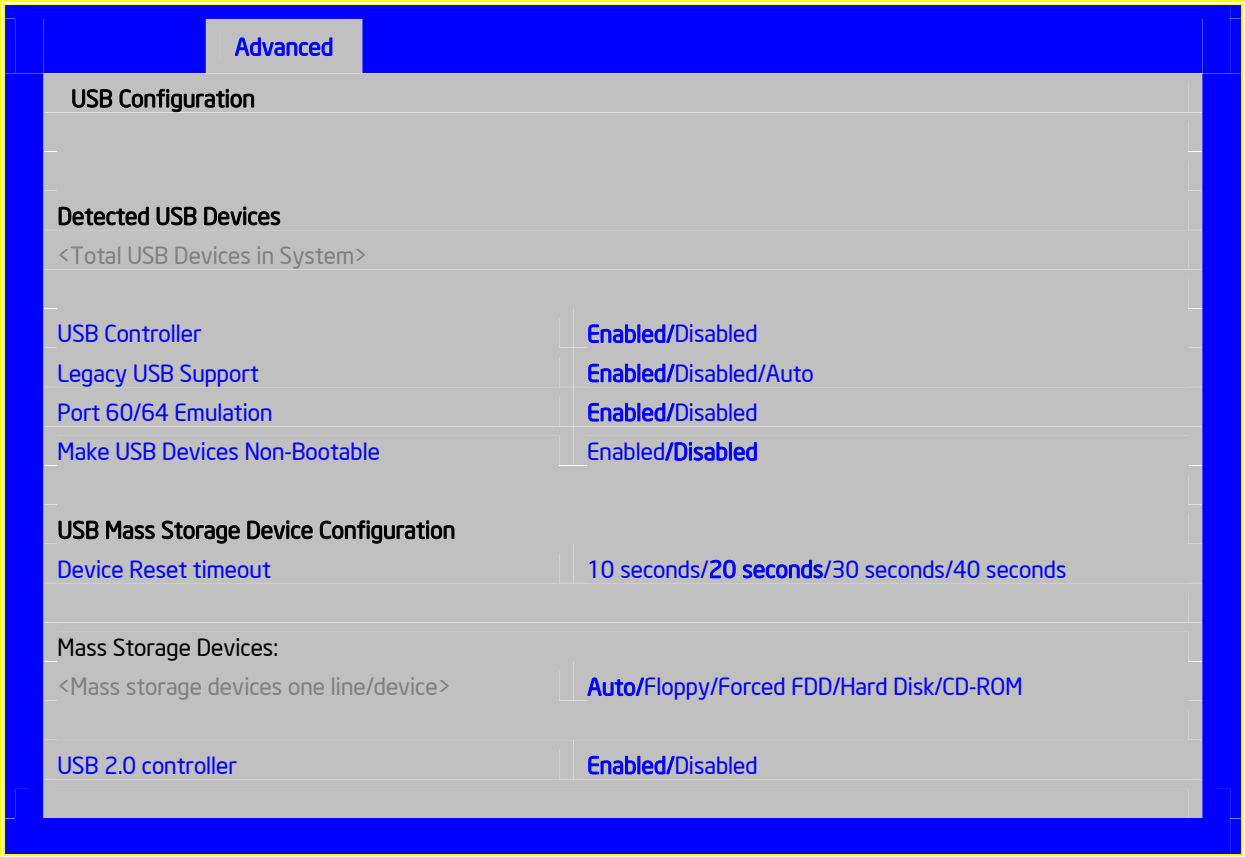 Advanced
USB Configuration
Detected USB Devices
<Total USB Devices in System>
USB Controller Enabled/Disabled
Legacy USB Support Enabled/Disabled/Auto
Port 60/64 Emulation Enabled/Disabled
Make USB Devices Non-Bootable Enabled/Disabled
USB Mass Storage Device Configuration
Device Reset timeout 10 seconds/20 seconds/30 seconds/40 seconds
Mass Storage Devices:
<Mass storage devices one line/device> Auto/Floppy/Forced FDD/Hard Disk/CD-ROM
USB 2.0 controller Enabled/Disabled